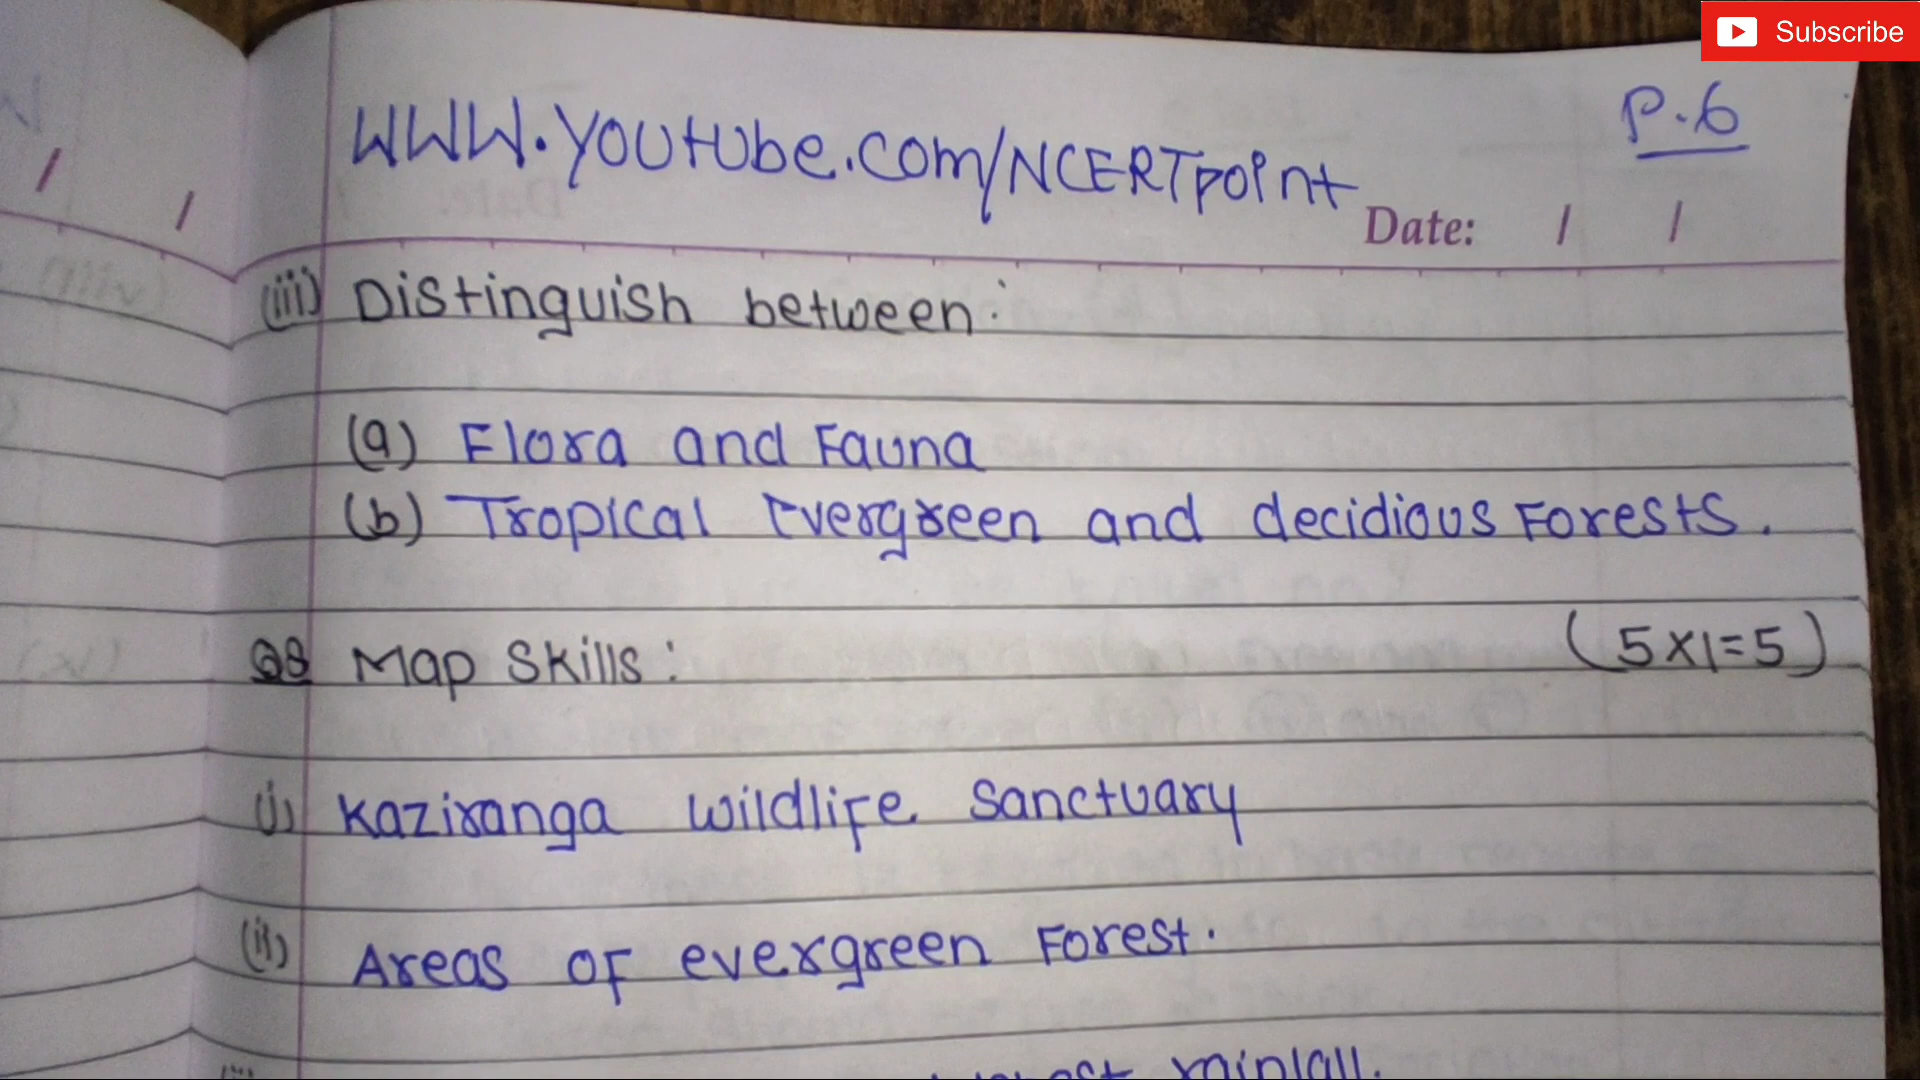 Subscribe
P.6
WWW.YOUtUbe.com/NCERTpoint
Date: / /
(iii) Distinguish between:
(a) Flora and Fauna
(b) Tropical Evergreen and decidious Forests.
Q8 Map Skills: (5x1=5)
(i) Kaziranga wildlife Sanctuary
(ii) Areas of evergreen Forest.